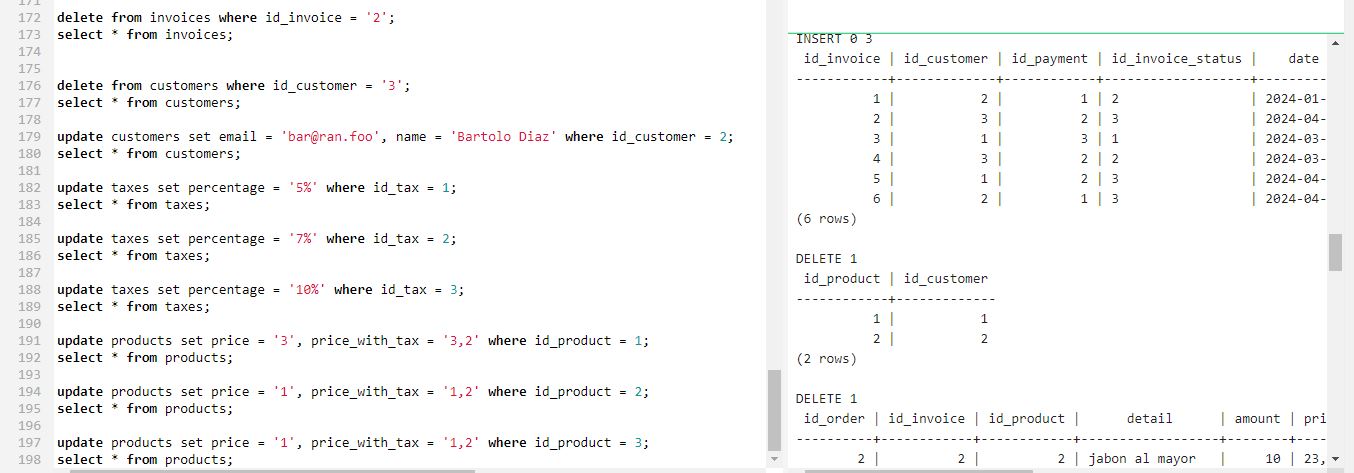 171
172 delete from invoices where id_invoice = '2';
173 select * from invoices;
174
175
176 delete from customers where id_customer = '3';
177 select * from customers;
178
179 update customers set email = 'bar@ran.foo', name = 'Bartolo Diaz' where id_customer = 2;
180 select * from customers;
181
182 update taxes set percentage = '5%' where id_tax = 1;
183 select * from taxes;
184
185 update taxes set percentage = '7%' where id_tax = 2;
186 select * from taxes;
187
188 update taxes set percentage = '10%' where id_tax = 3;
189 select * from taxes;
190
191 update products set price = '3', price_with_tax = '3,2' where id_product = 1;
192 select * from products;
193
194 update products set price = '1', price_with_tax = '1,2' where id_product = 2;
195 select * from products;
196
197 update products set price = '1', price_with_tax = '1,2' where id_product = 3;
198 select * from products;
INSERT 0 3
id_invoice | id_customer | id_payment | id_invoice_status | date
------------+-------------+------------+-------------------+---------
1 | 2 | 1 | 2 | 2024-01-
2 | 3 | 2 | 3 | 2024-04-
3 | 1 | 3 | 1 | 2024-03-
4 | 3 | 2 | 2 | 2024-03-
5 | 1 | 2 | 3 | 2024-04-
6 | 2 | 1 | 3 | 2024-04-
(6 rows)
DELETE 1
id_product | id_customer
------------+-------------
1 | 1
2 | 2
(2 rows)
DELETE 1
id_order | id_invoice | id_product | detail | amount | pri
----------+------------+------------+------------------+--------+----
2 | 2 | 2 | jabon al mayor | 10 | 23,